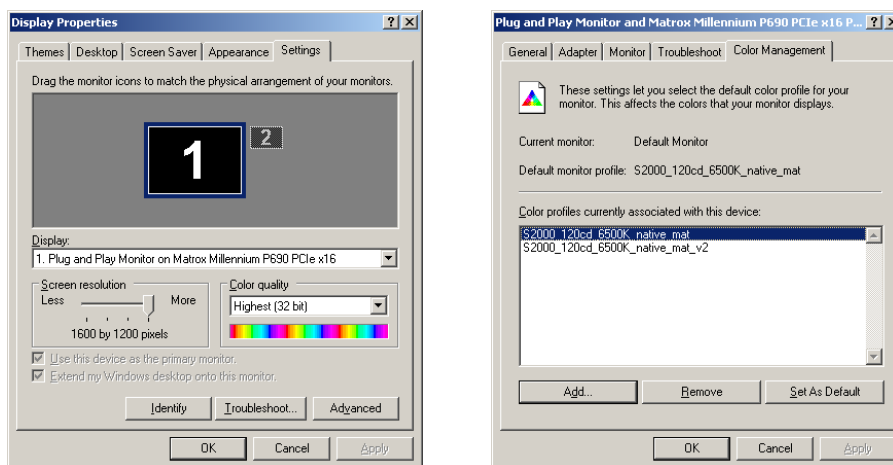 Display Properties
Themes
Desktop
Screen Saver
Appearance
Settings
Drag the monitor icons to match the physical arrangement of your monitors.
1
2
Display:
1. Plug and Play Monitor on Matrox Millennium P690 PCIe x16
Screen resolution
Less
More
1600 by 1200 pixels
Color quality
Highest (32 bit)
Use this device as the primary monitor.
Extend my Windows desktop onto this monitor.
Identify
Troubleshoot...
Advanced
OK
Cancel
Apply
Plug and Play Monitor and Matrox Millennium P690 PCIe x16 P...
General
Adapter
Monitor
Troubleshoot
Color Management
These settings let you select the default color profile for your
monitor. This affects the colors that your monitor displays.
Current monitor: Default Monitor
Default monitor profile: S2000_120cd_6500K_native_mat
Color profiles currently associated with this device:
S2000_120cd_6500K_native_mat
S2000_120cd_6500K_native_mat_v2
Add...
Remove
Set As Default
OK
Cancel
Apply